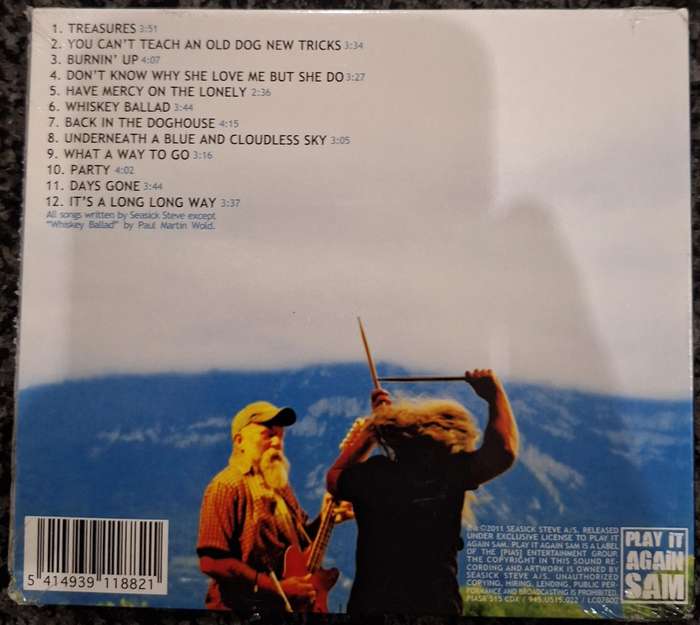 1. TREASURES 3:51
2. YOU CAN'T TEACH AN OLD DOG NEW TRICKS 3:34
3. BURNIN' UP 4:07
4. DON'T KNOW WHY SHE LOVE ME BUT SHE DO 3:27
5. HAVE MERCY ON THE LONELY 2:36
6. WHISKEY BALLAD 3:44
7. BACK IN THE DOGHOUSE 4:15
8. UNDERNEATH A BLUE AND CLOUDLESS SKY 3:05
9. WHAT A WAY TO GO 3:16
10. PARTY 4:02
11. DAYS GONE 3:44
12. IT'S A LONG LONG WAY 3:37
All songs written by Seasick Steve except
"Whiskey Ballad" by Paul Martin Wold.
5 414939 118821
©2011 SEASICK STEVE A/S. RELEASED
UNDER EXCLUSIVE LICENSE TO PLAY IT
AGAIN SAM. PLAY IT AGAIN SAM IS A LABEL
OF THE [PIAS] ENTERTAINMENT GROUP.
THE COPYRIGHT IN THIS SOUND RE-
CORDING AND ARTWORK IS OWNED BY
SEASICK STEVE A/S. UNAUTHORIZED
COPYING, HIRING, LENDING, PUBLIC PER-
FORMANCE AND BROADCASTING IS PROHIBITED.
PIASR 515 CDX / 945.U515.022 / LC07800
PLAY IT
AGAIN
SAM